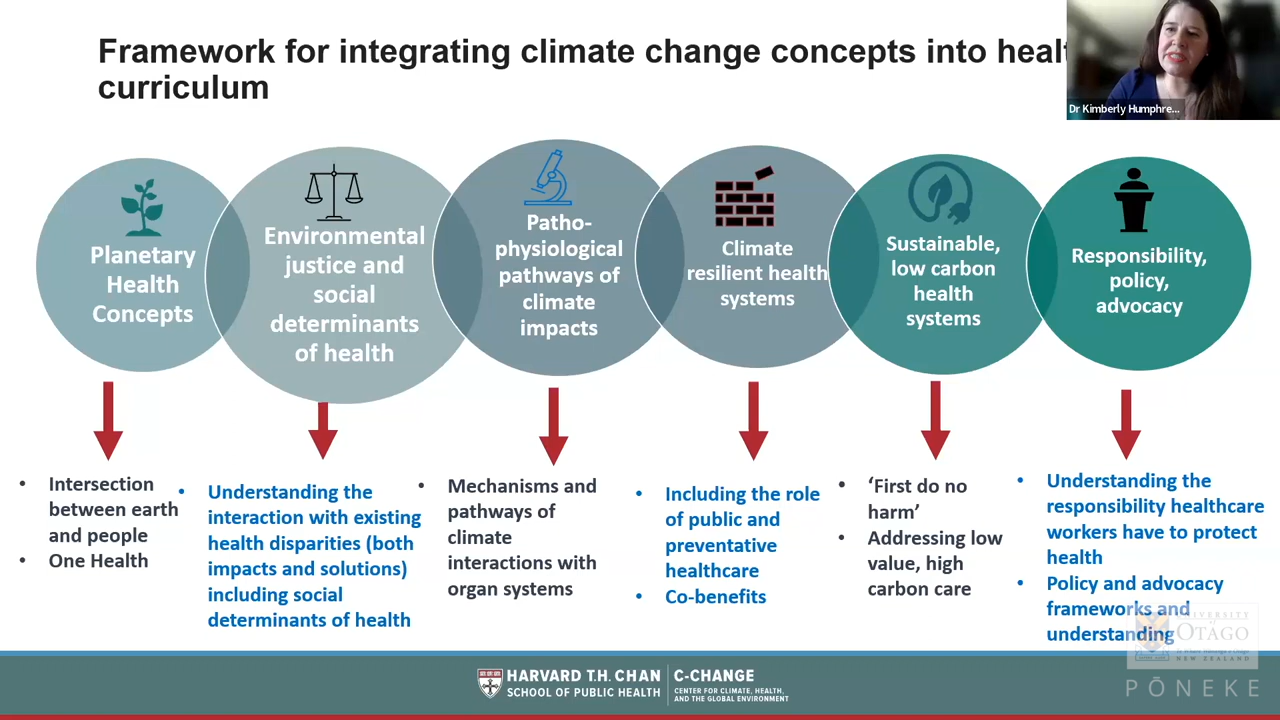 Framework for integrating climate change concepts into heal
curriculum
Dr Kimberly Humphre...
Planetary
Health
Concepts
Environmental
justice and
social
determinants
of health
Patho-
physiological
pathways of
climate
impacts
Climate
resilient health
systems
Sustainable,
low carbon
health
systems
Responsibility,
policy,
advocacy
• Intersection
between earth
and people
• One Health
• Understanding the
interaction with existing
health disparities (both
impacts and solutions)
including social
determinants of health
• Mechanisms and
pathways of
climate
interactions with
organ systems
• Including the role
of public and
preventative
healthcare
• Co-benefits
• ‘First do no
harm’
• Addressing low
value, high
carbon care
• Understanding the
responsibility healthcare
workers have to protect
health
• Policy and advocacy
frameworks and
understanding
HARVARD T.H. CHAN
SCHOOL OF PUBLIC HEALTH
C-CHANGE
CENTER FOR CLIMATE, HEALTH,
AND THE GLOBAL ENVIRONMENT
UNIVERSITY
of
OTAGO
NEW ZEALAND
PŌNEKE